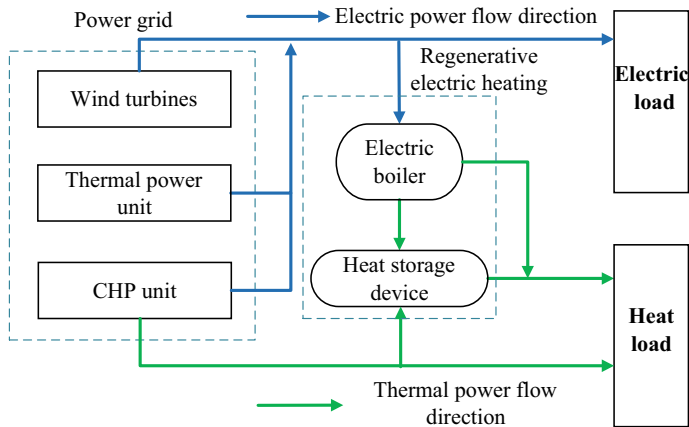 Power grid
Electric power flow direction
Regenerative
electric heating
Electric
load
Wind turbines
Electric
boiler
Thermal power
unit
Heat storage
device
CHP unit
Heat
load
Thermal power flow
direction